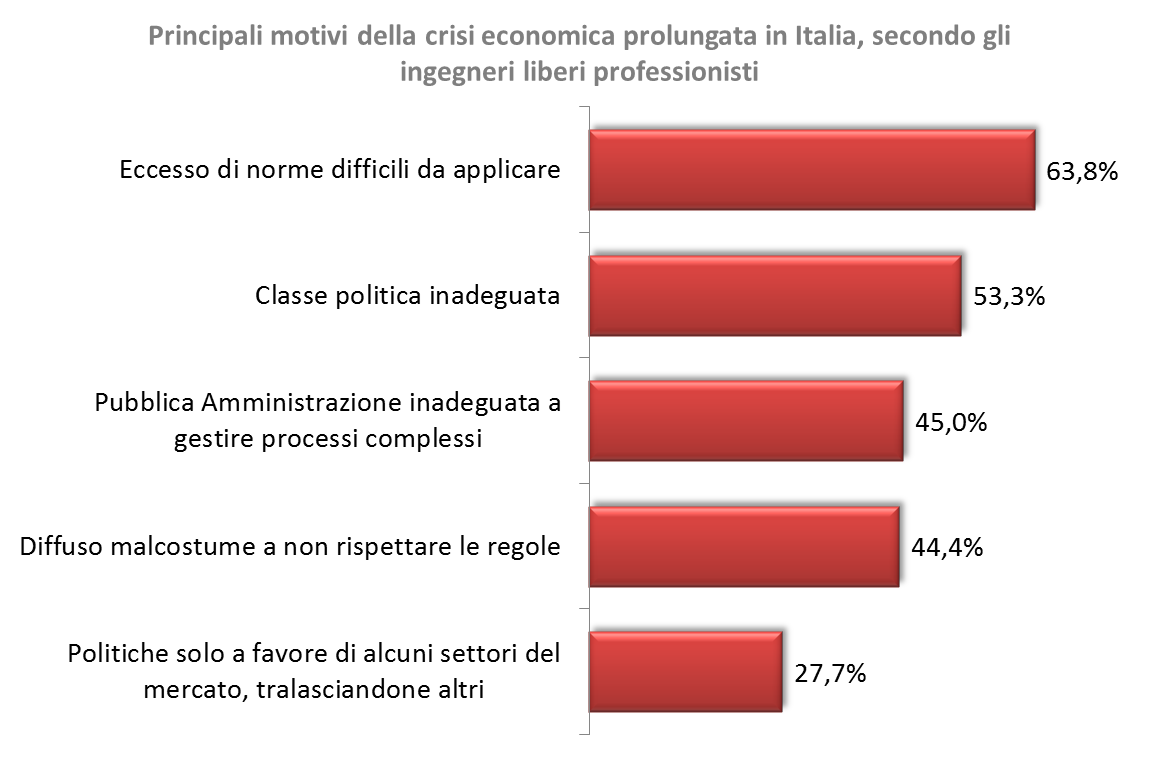 Principali motivi della crisi economica prolungata in Italia, secondo gli
ingegneri liberi professionisti
Eccesso di norme difficili da applicare
63,8%
Classe politica inadeguata
53,3%
Pubblica Amministrazione inadeguata a
gestire processi complessi
45,0%
Diffuso malcostume a non rispettare le regole
44,4%
Politiche solo a favore di alcuni settori del
mercato, tralasciandone altri
27,7%